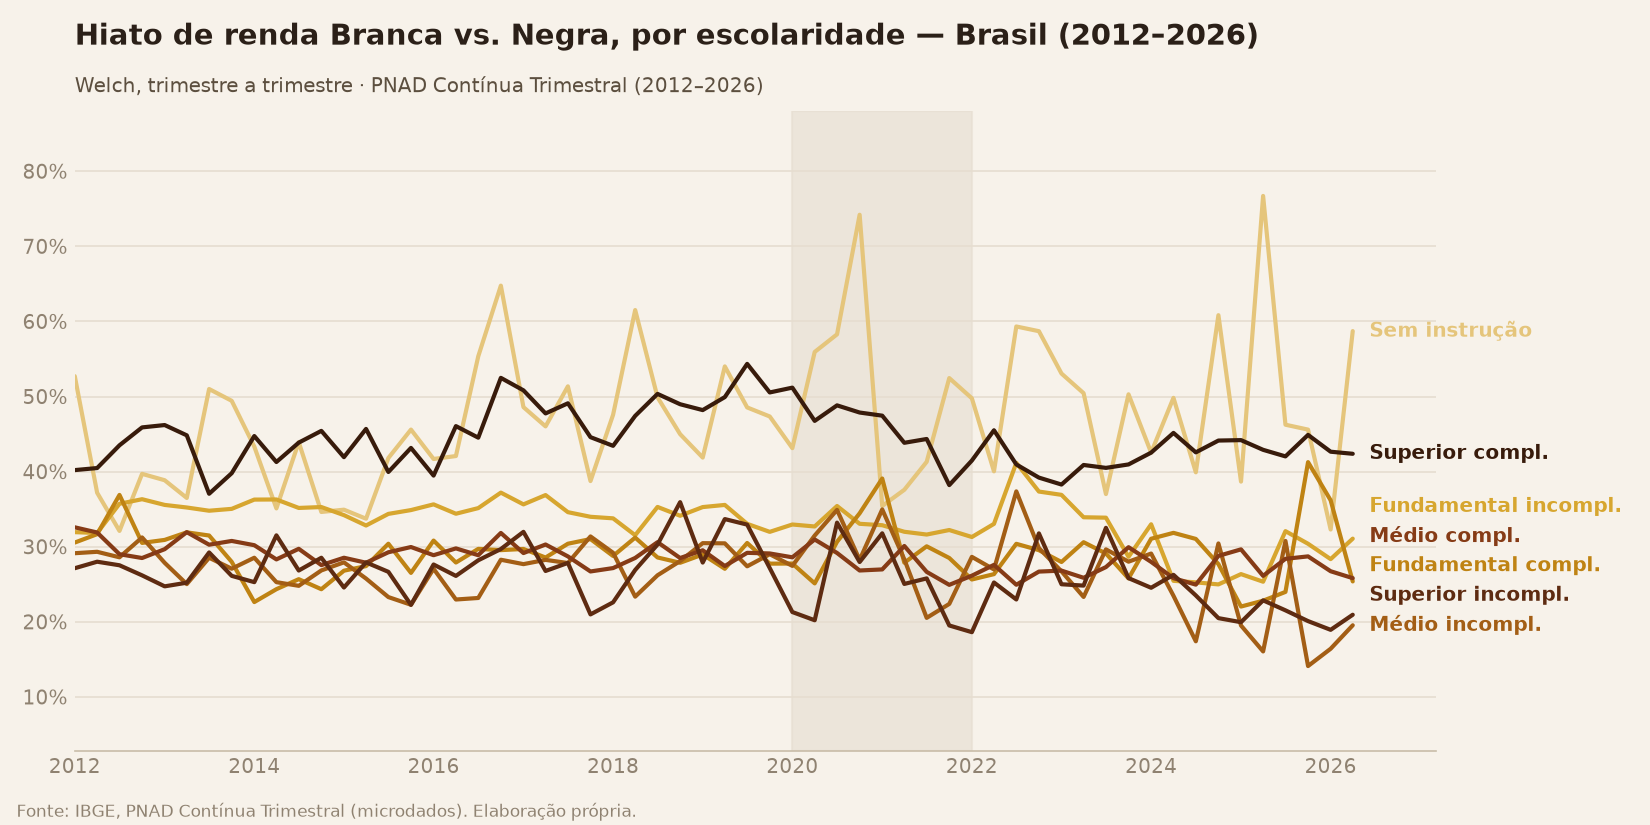 Hiato de renda Branca vs. Negra, por escolaridade — Brasil (2012–2026)
Welch, trimestre a trimestre · PNAD Contínua Trimestral (2012–2026)
80%
70%
60%
50%
40%
30%
20%
10%
Sem instrução
Superior compl.
Fundamental incompl.
Médio compl.
Fundamental compl.
Superior incompl.
Médio incompl.
2012 2014 2016 2018 2020 2022 2024 2026
Fonte: IBGE, PNAD Contínua Trimestral (microdados). Elaboração própria.